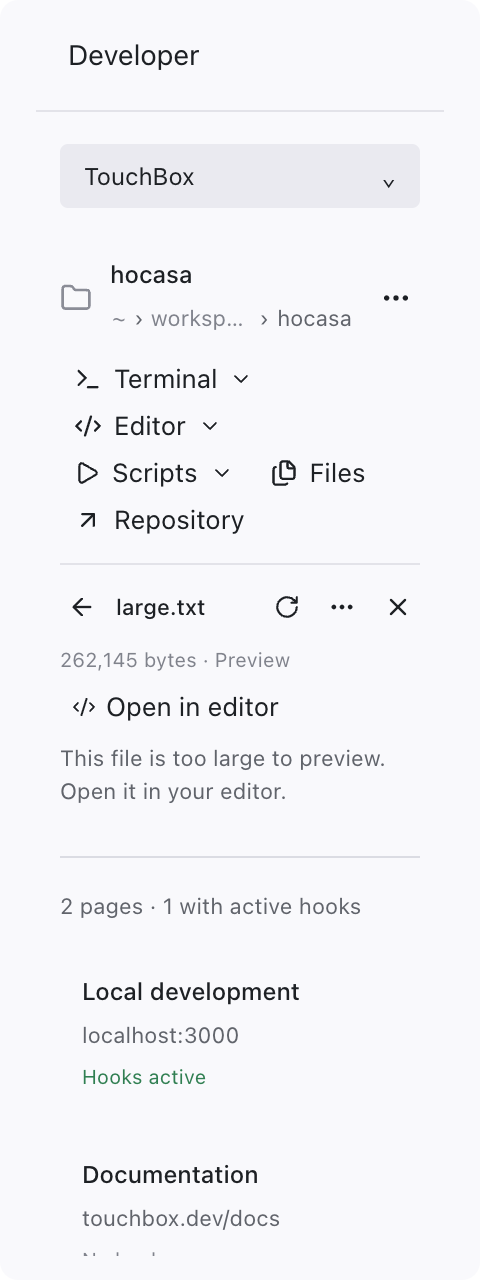 Developer
TouchBox
hocasa
~ › worksp... › hocasa
Terminal
Editor
Scripts Files
Repository
large.txt
262,145 bytes · Preview
Open in editor
This file is too large to preview.
Open it in your editor.
2 pages · 1 with active hooks
Local development
localhost:3000
Hooks active
Documentation
touchbox.dev/docs